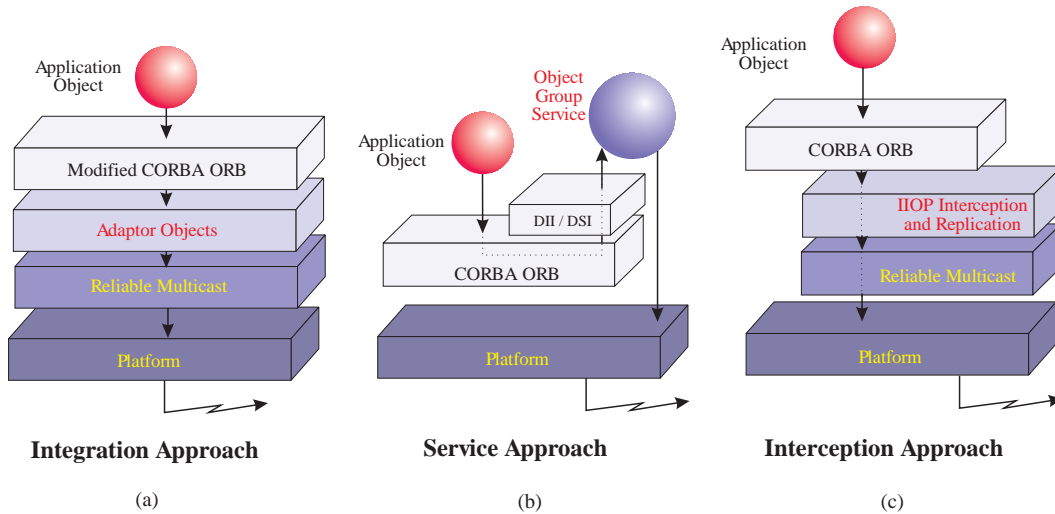 Application
Object
Modified CORBA ORB
Adaptor Objects
Reliable Multicast
Platform
Integration Approach
(a)
Object
Group
Service
Application
Object
DII / DSI
CORBA ORB
Platform
Service Approach
(b)
Application
Object
CORBA ORB
IIOP Interception
and Replication
Reliable Multicast
Platform
Interception Approach
(c)